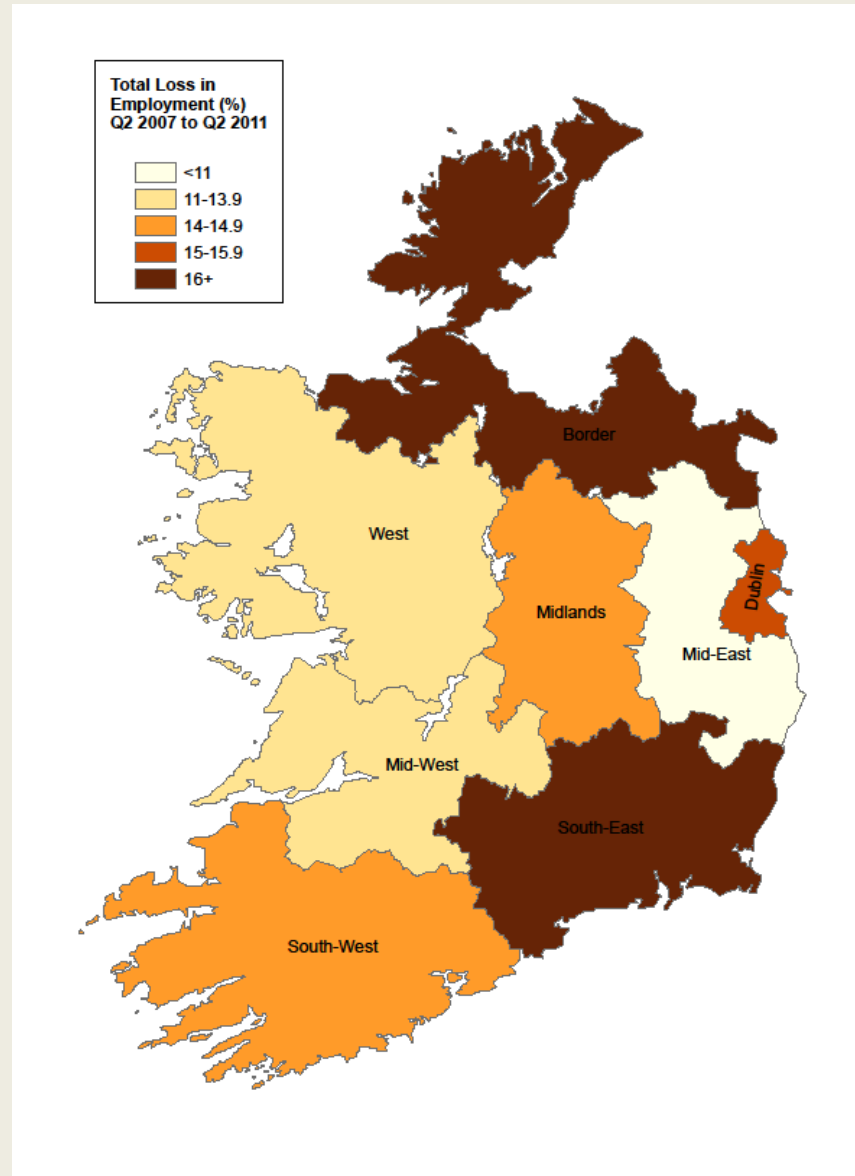 Total Loss in
Employment (%)
Q2 2007 to Q2 2011
<11
11-13.9
14-14.9
15-15.9
16+
Border
West
Dublin
Midlands
Mid-East
Mid-West
South-East
South-West